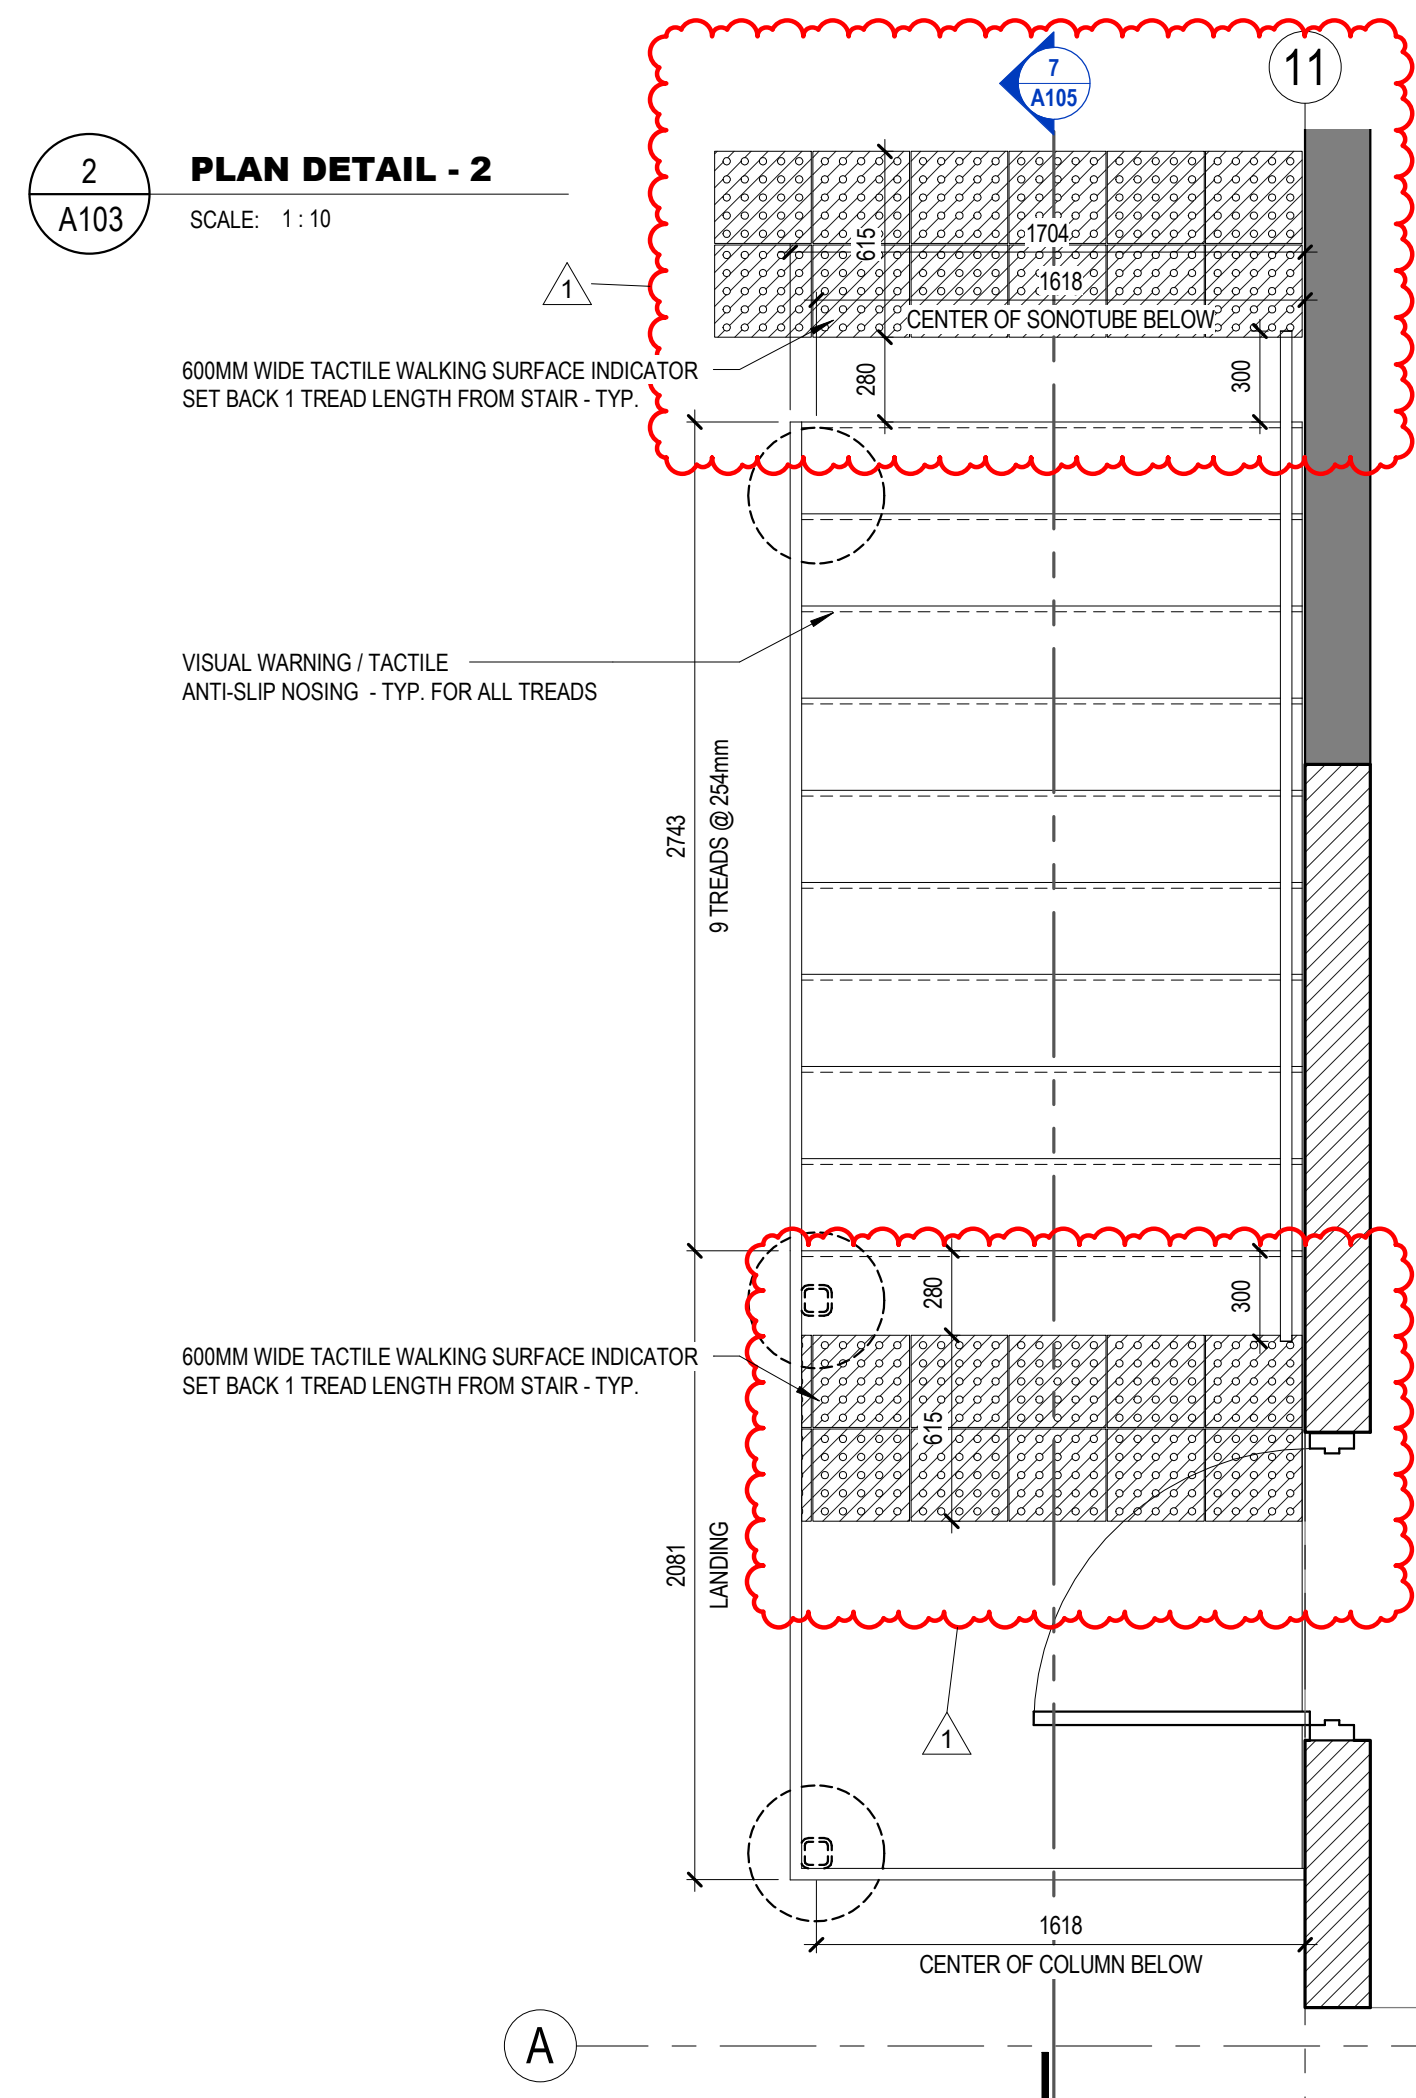 7
A105
11
2
A103
PLAN DETAIL - 2
SCALE: 1 : 10
1
615
1704
1618
CENTER OF SONOTUBE BELOW
600MM WIDE TACTILE WALKING SURFACE INDICATOR
SET BACK 1 TREAD LENGTH FROM STAIR - TYP.
280
300
VISUAL WARNING / TACTILE
ANTI-SLIP NOSING - TYP. FOR ALL TREADS
2743
9 TREADS @ 254mm
280
300
600MM WIDE TACTILE WALKING SURFACE INDICATOR
SET BACK 1 TREAD LENGTH FROM STAIR - TYP.
615
2081
LANDING
1
1618
CENTER OF COLUMN BELOW
A